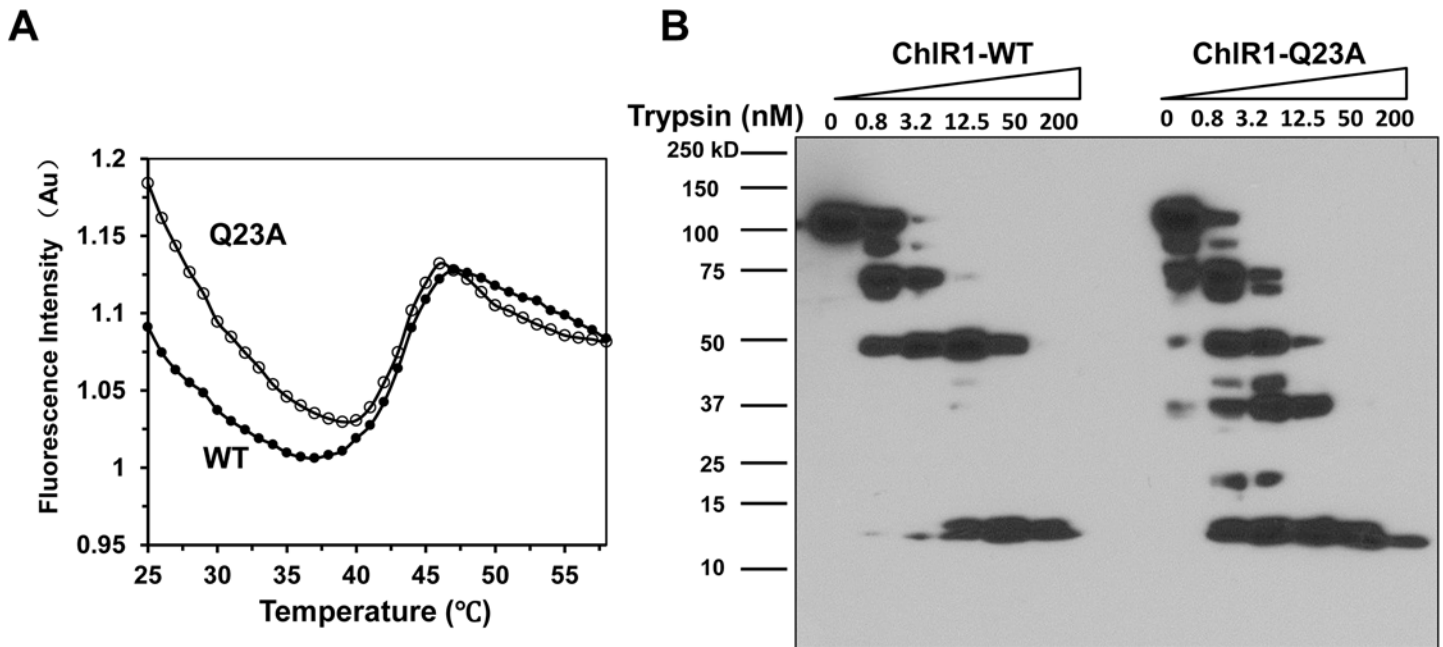 A
Fluorescence Intensity (Au)
1.2
1.15
1.1
1.05
1
0.95
Q23A
WT
25 30 35 40 45 50 55
Temperature (℃)
B
ChlR1-WT ChlR1-Q23A
Trypsin (nM) 0 0.8 3.2 12.5 50 200 0 0.8 3.2 12.5 50 200
250 kD
150
100
75
50
37
25
15
10